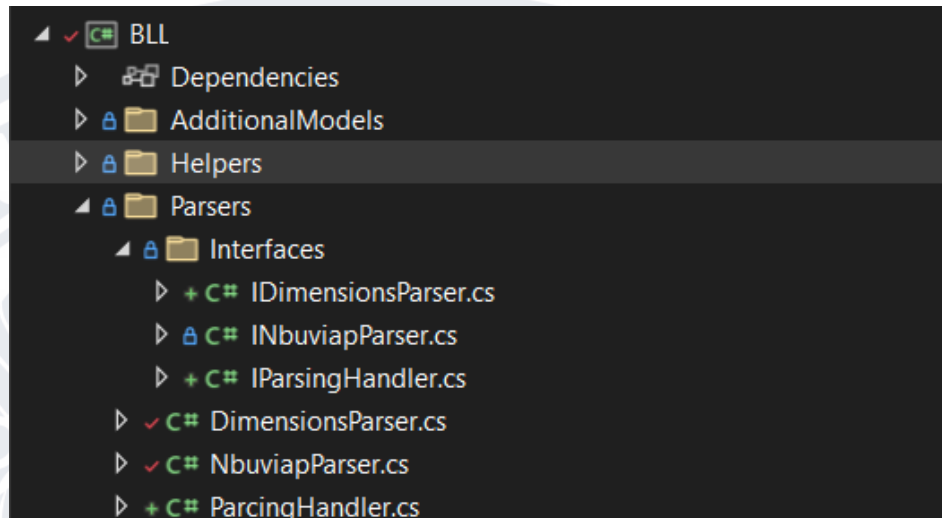 C# BLL
Dependencies
AdditionalModels
Helpers
Parsers
Interfaces
+ C# IDimensionsParser.cs
C# INbuviapParser.cs
+ C# IParsingHandler.cs
C# DimensionsParser.cs
C# NbuviapParser.cs
+ C# ParcingHandler.cs